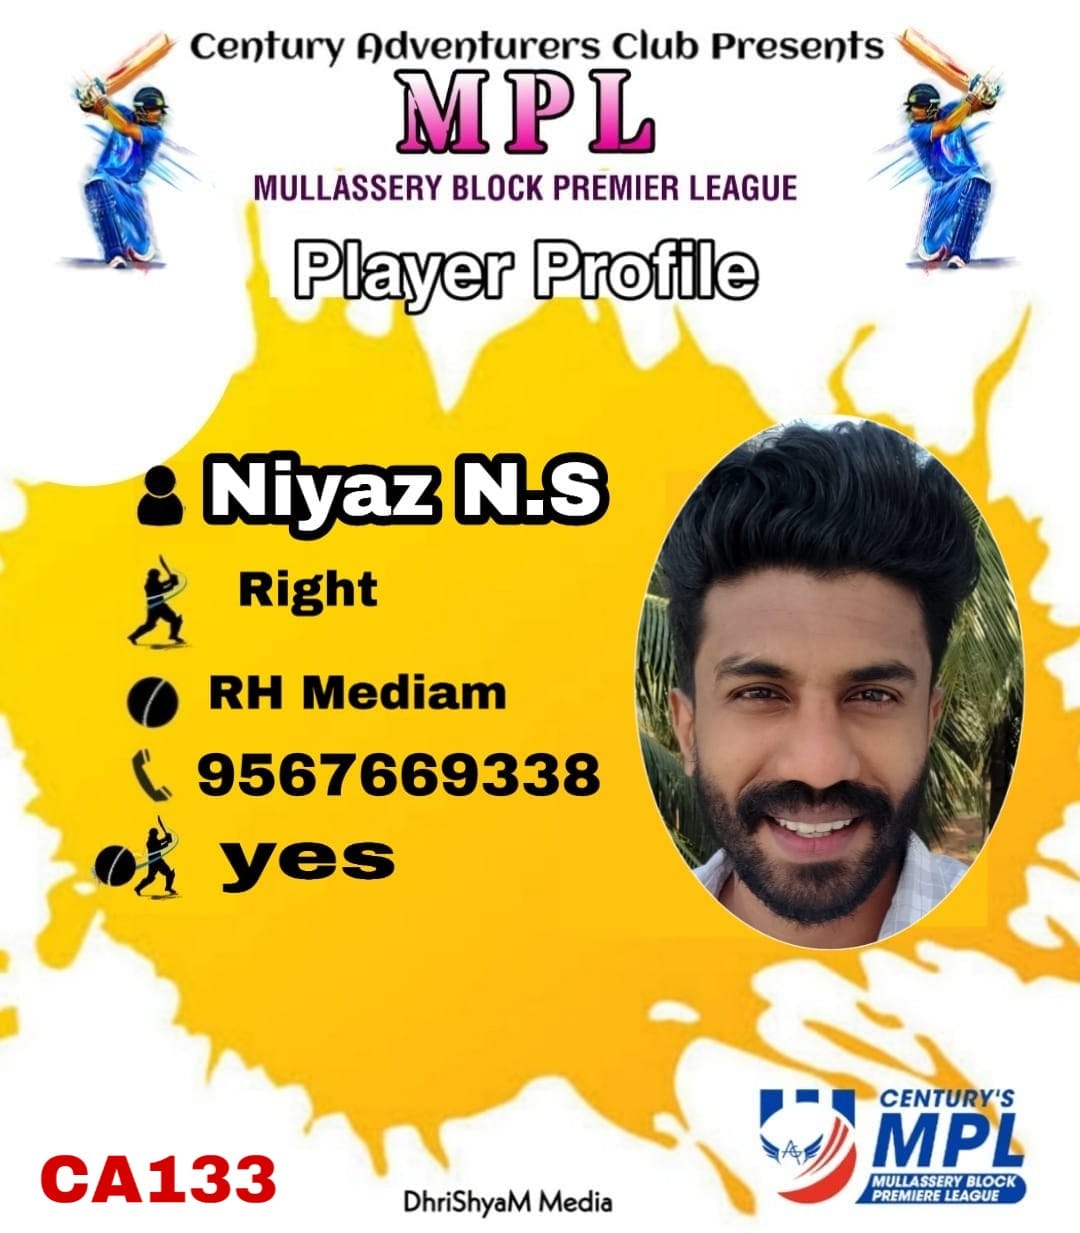 Century Adventurers Club Presents
MPL
MULLASSERY BLOCK PREMIER LEAGUE
Player Profile
Niyaz N.S
Right
RH Mediam
9567669338
yes
CENTURY'S
MPL
MULLASSERY BLOCK
PREMIERE LEAGUE
CA133
DhriShyaM Media